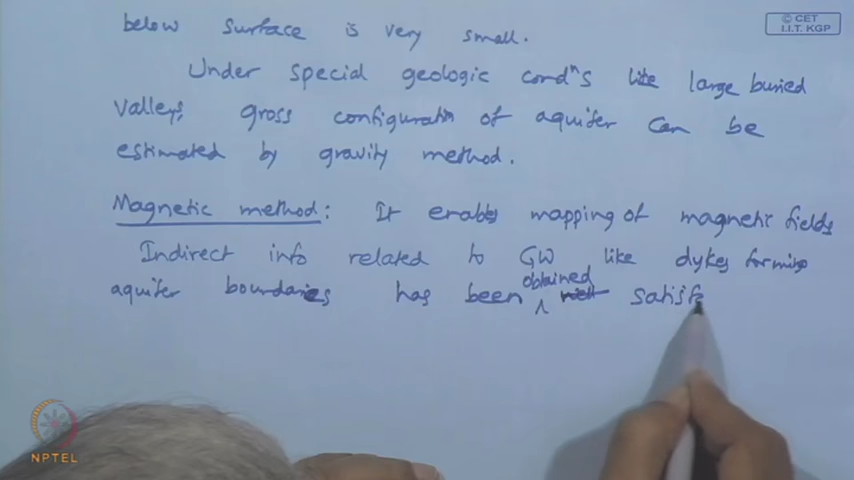 © CET
I.I.T. KGP
below surface is very small.
Under special geologic condⁿs like large buried
valleys, gross configuratn of aquifer can be
estimated by gravity method.
Magnetic method: It enables mapping of magnetic fields
Indirect info related to GW like dykes forming
aquifer boundaries has been obtained satisf
NPTEL